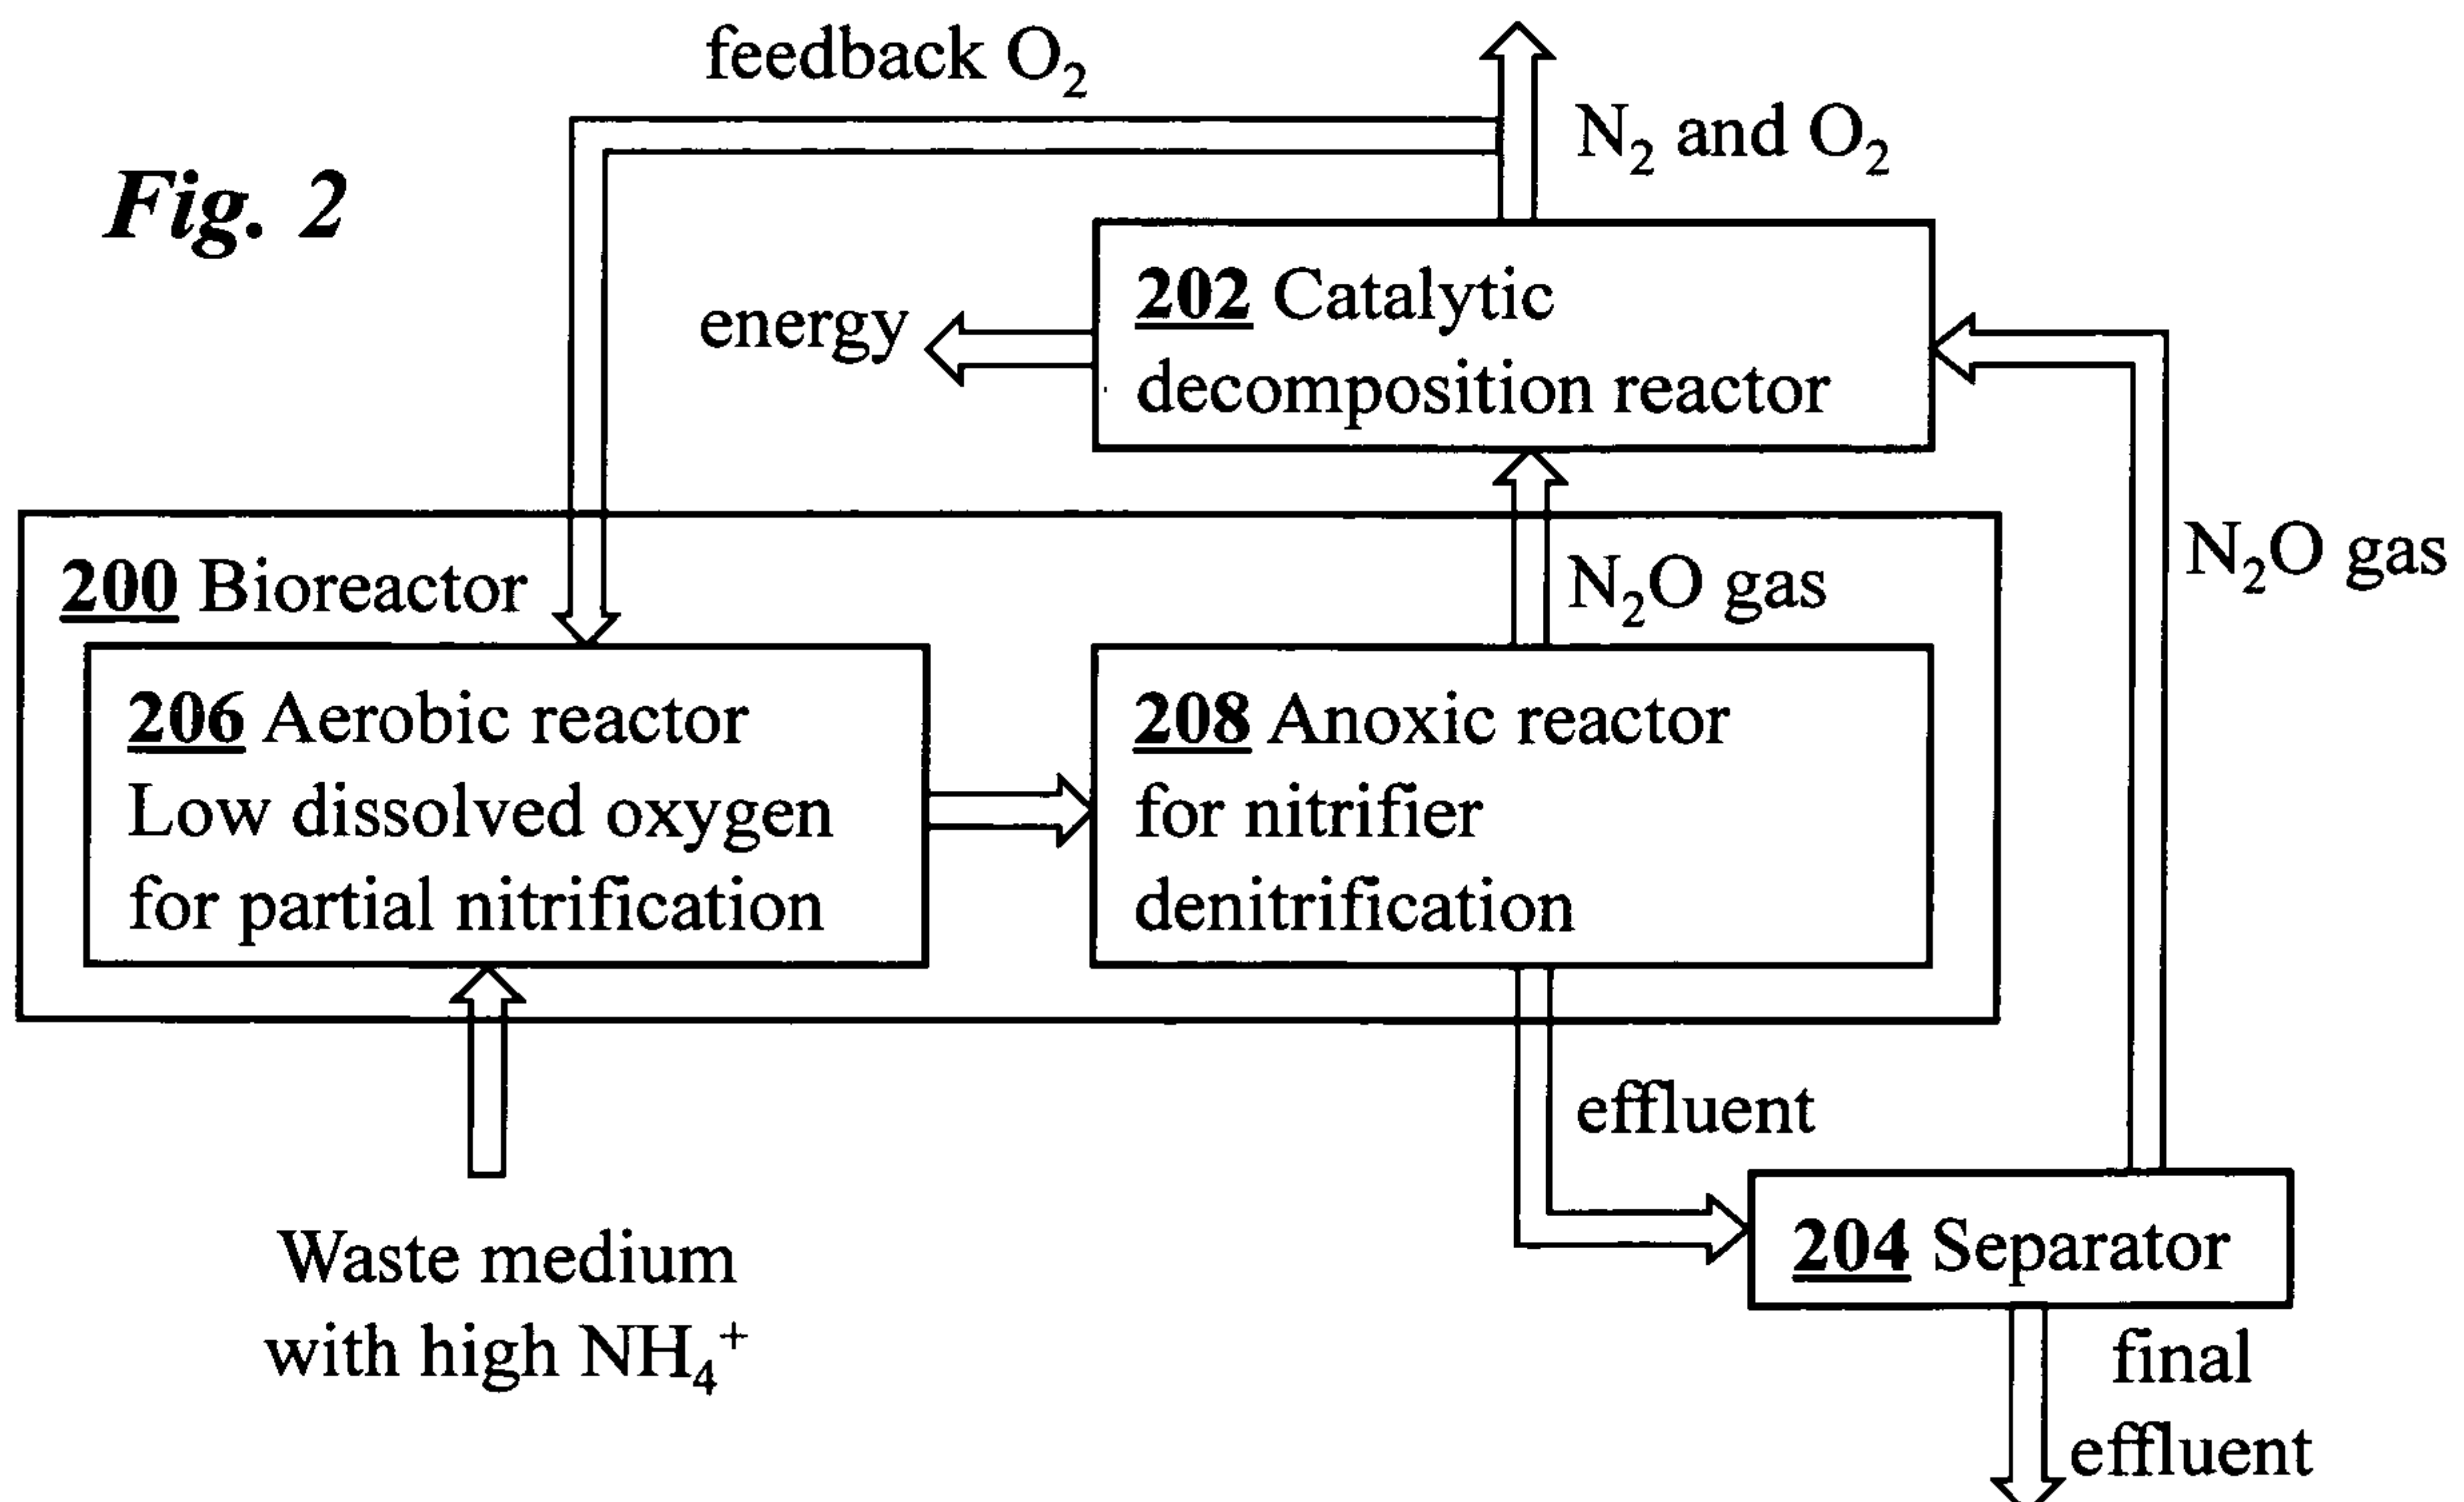 feedback O₂
N₂ and O₂
Fig. 2
202 Catalytic
decomposition reactor
energy
N₂O gas
200 Bioreactor
N₂O gas
206 Aerobic reactor
Low dissolved oxygen
for partial nitrification
208 Anoxic reactor
for nitrifier
denitrification
effluent
204 Separator
Waste medium
with high NH₄⁺
final
effluent